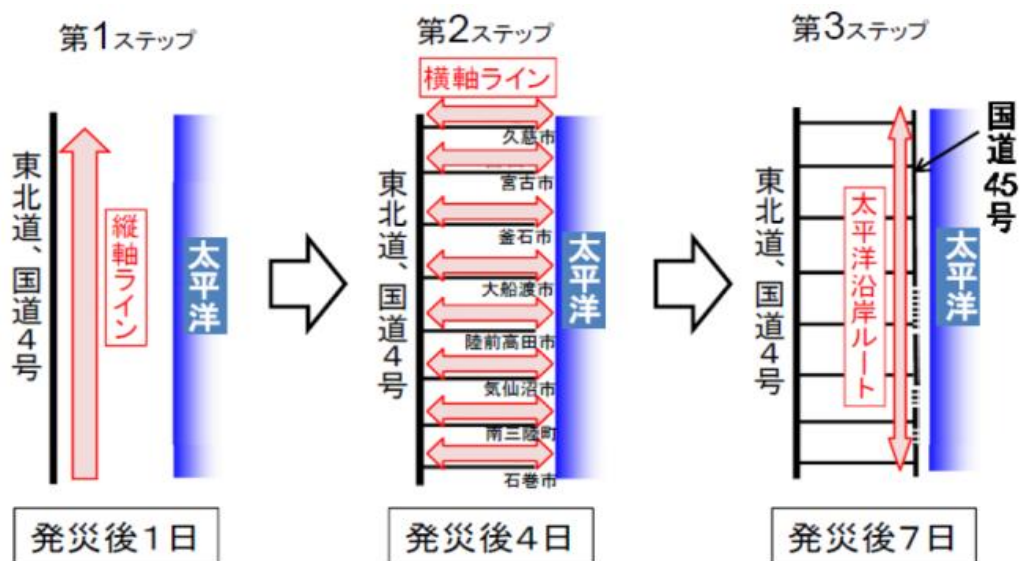 第1ステップ
東北道、国道4号
縦軸ライン
太平洋
発災後1日
第2ステップ
横軸ライン
東北道、国道4号
久慈市
宮古市
釜石市
大船渡市
陸前高田市
気仙沼市
南三陸町
石巻市
太平洋
発災後4日
第3ステップ
東北道、国道4号
太平洋沿岸ルート
国道45号
太平洋
発災後7日